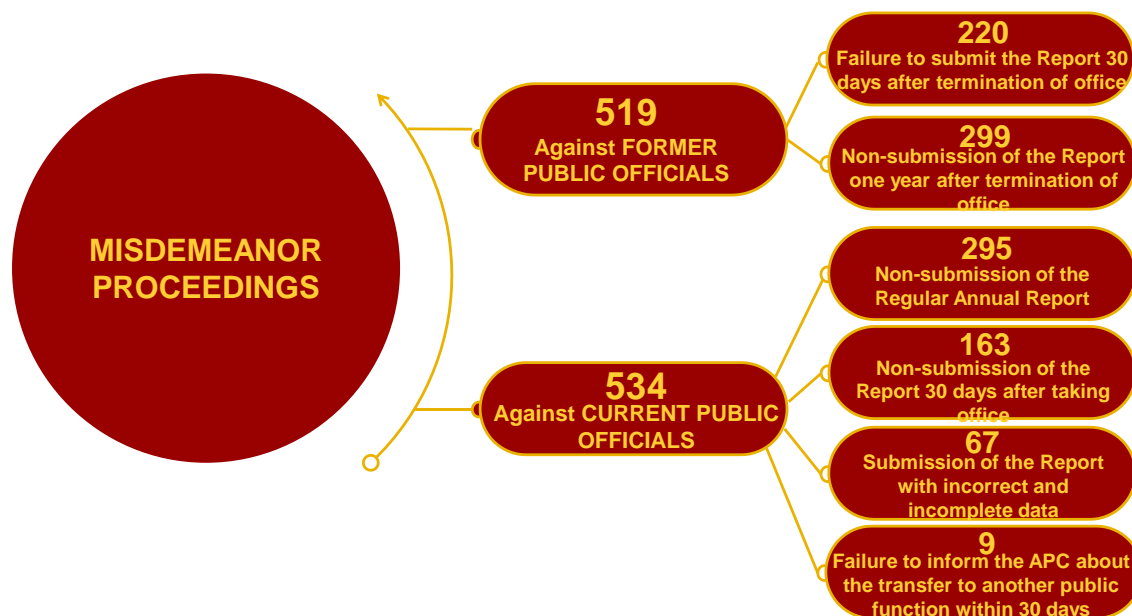 MISDEMEANOR
PROCEEDINGS
519
Against FORMER
PUBLIC OFFICIALS
220
Failure to submit the Report 30
days after termination of office
299
Non-submission of the Report
one year after termination of
office
534
Against CURRENT PUBLIC
OFFICIALS
295
Non-submission of the
Regular Annual Report
163
Non-submission of the
Report 30 days after taking
office
67
Submission of the Report
with incorrect and
incomplete data
9
Failure to inform the APC about
the transfer to another public
function within 30 days